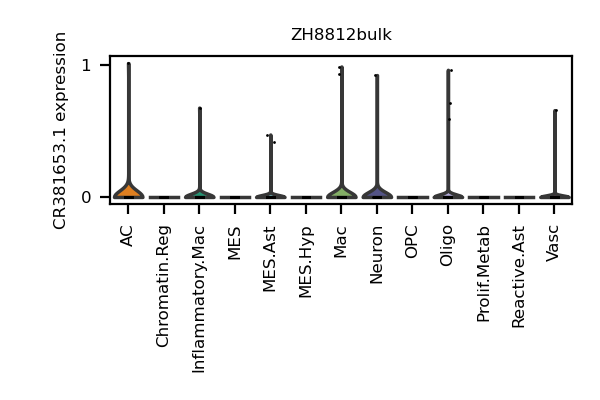 ZH8812bulk
CR381653.1 expression
1
0
AC
Chromatin.Reg
Inflammatory.Mac
MES
MES.Ast
MES.Hyp
Mac
Neuron
OPC
Oligo
Prolif.Metab
Reactive.Ast
Vasc